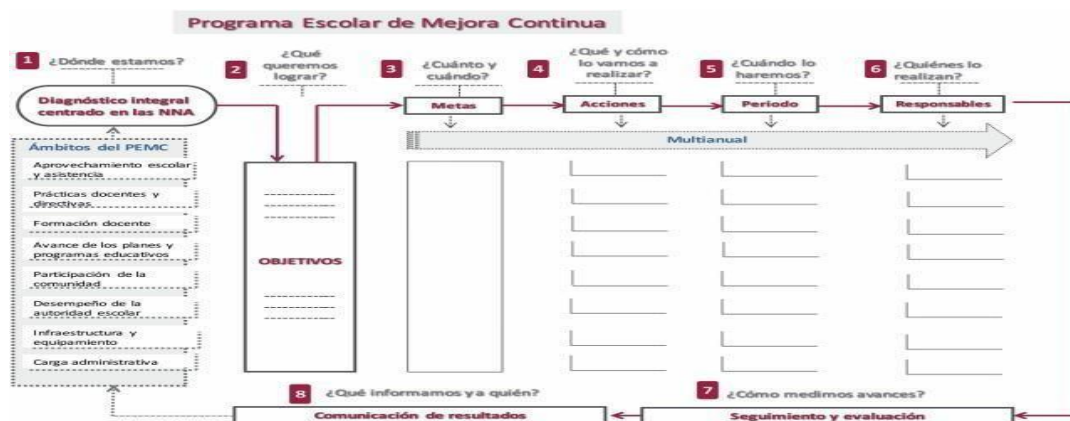 Programa Escolar de Mejora Continua
1
¿Dónde estamos?
2
¿Qué
queremos
lograr?
3
¿Cuánto y
cuándo?
4
¿Qué y cómo
lo vamos a
realizar?
5
¿Cuándo lo
haremos?
6
¿Quiénes lo
realizan?
Diagnóstico integral
centrado en las NNA
Metas
Acciones
Periodo
Responsables
Multianual
Ámbitos del PEMC
Aprovechamiento escolar
y asistencia
Prácticas docentes y
directivas
Formación docente
Avance de los planes y
programas educativos
Participación de la
comunidad
Desempeño de la
autoridad escolar
Infraestructura y
equipamiento
Carga administrativa
OBJETIVOS
8
¿Qué informamos ya quién?
7
¿Cómo medimos avances?
Comunicación de resultados
Seguimiento y evaluación